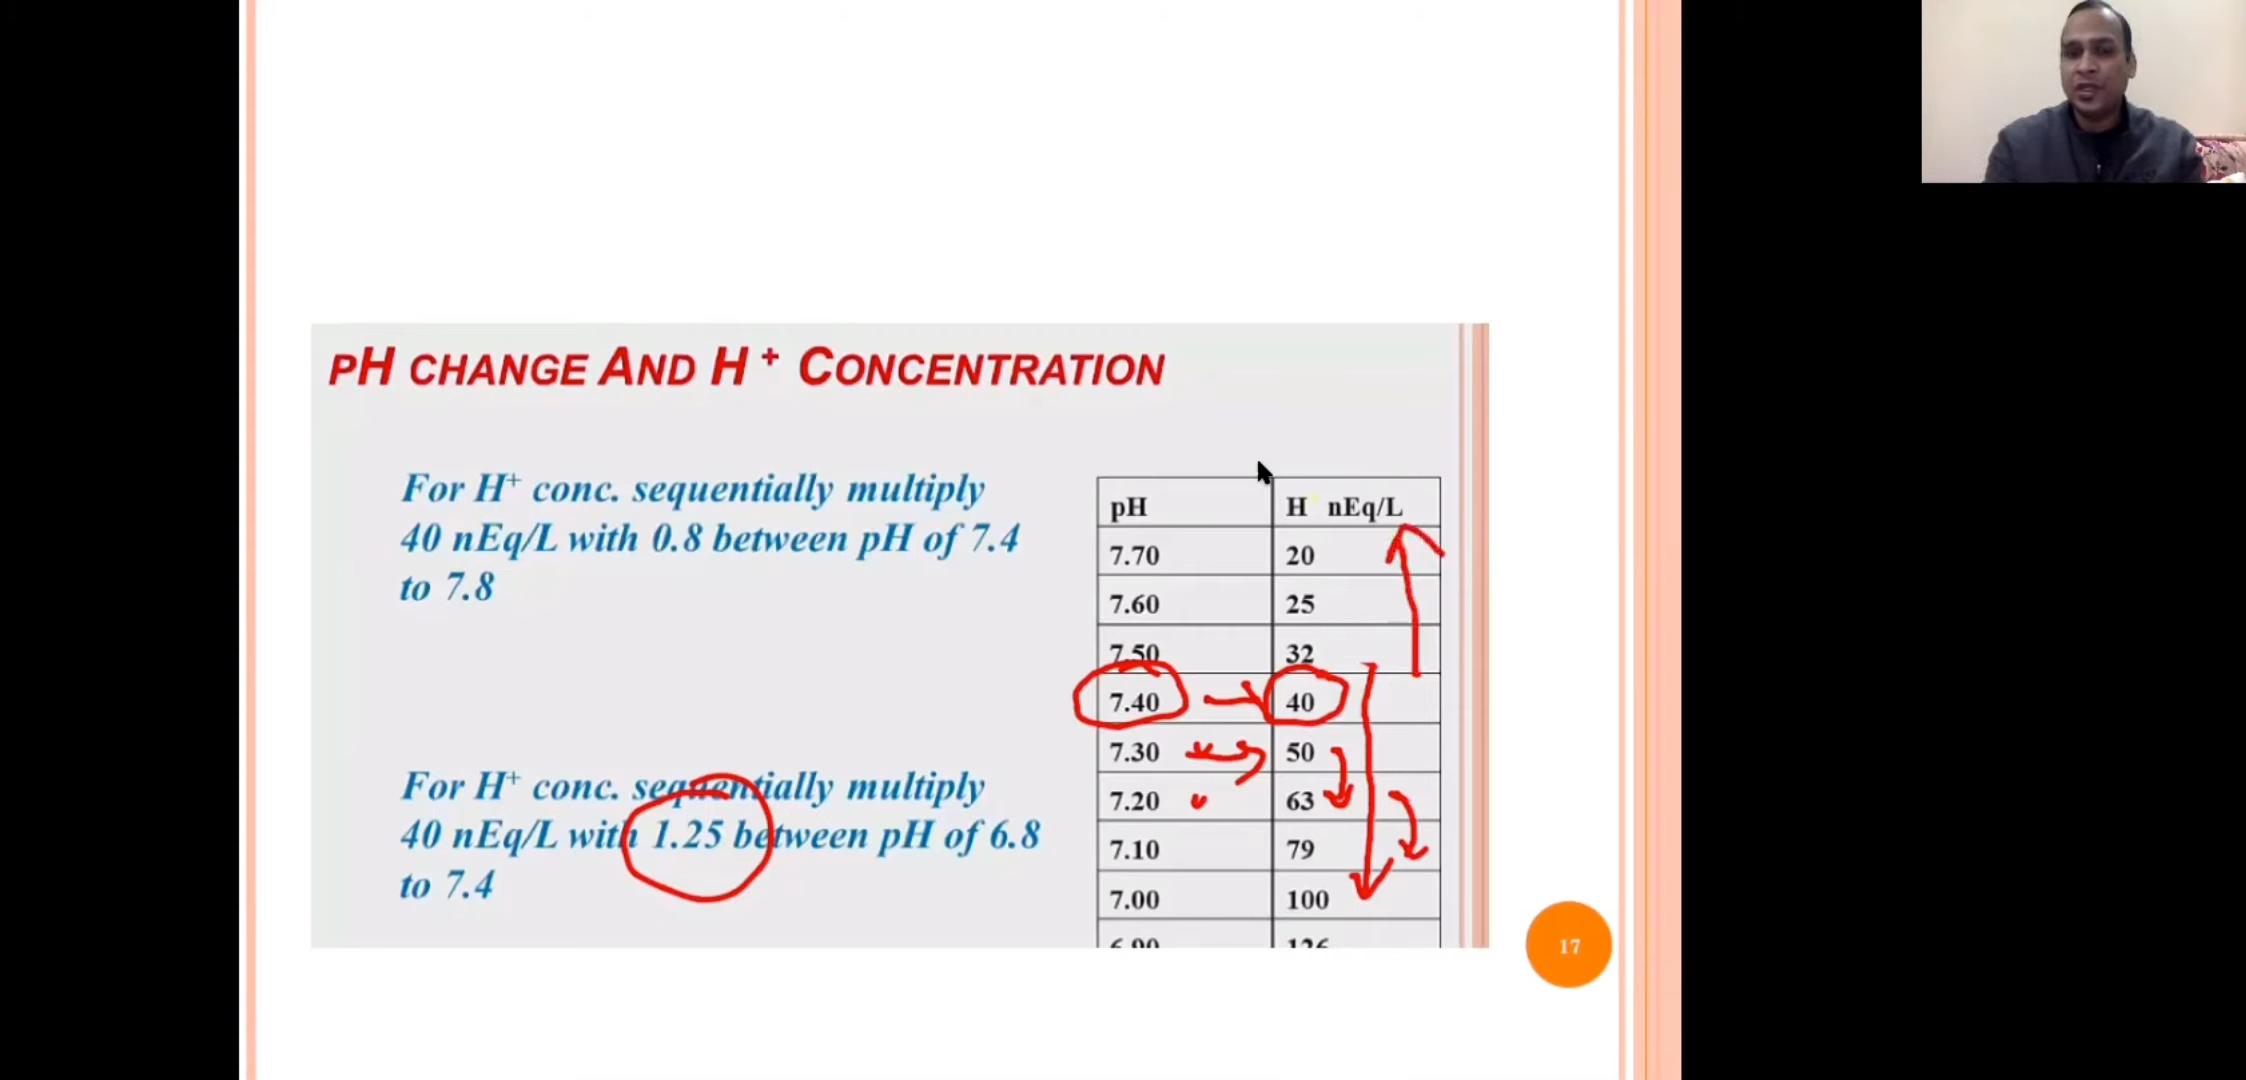 pH CHANGE AND H+ CONCENTRATION
For H+ conc. sequentially multiply
40 nEq/L with 0.8 between pH of 7.4
to 7.8
For H+ conc. sequentially multiply
40 nEq/L with 1.25 between pH of 6.8
to 7.4
pH H nEq/L
7.70 20
7.60 25
7.50 32
7.40 40
7.30 50
7.20 63
7.10 79
7.00 100
17